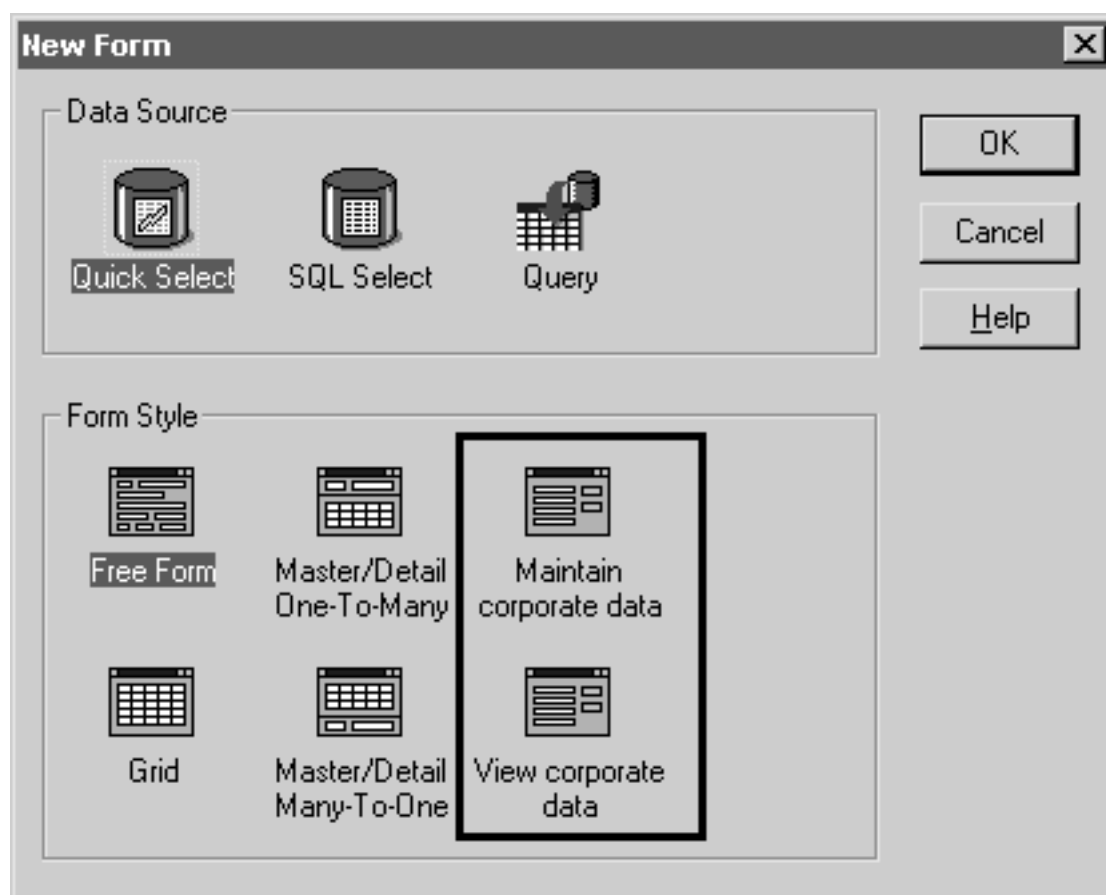 New Form
Data Source
OK
Quick Select
SQL Select
Query
Cancel
Help
Form Style
Free Form
Master/Detail
One-To-Many
Maintain
corporate data
Grid
Master/Detail
Many-To-One
View corporate
data